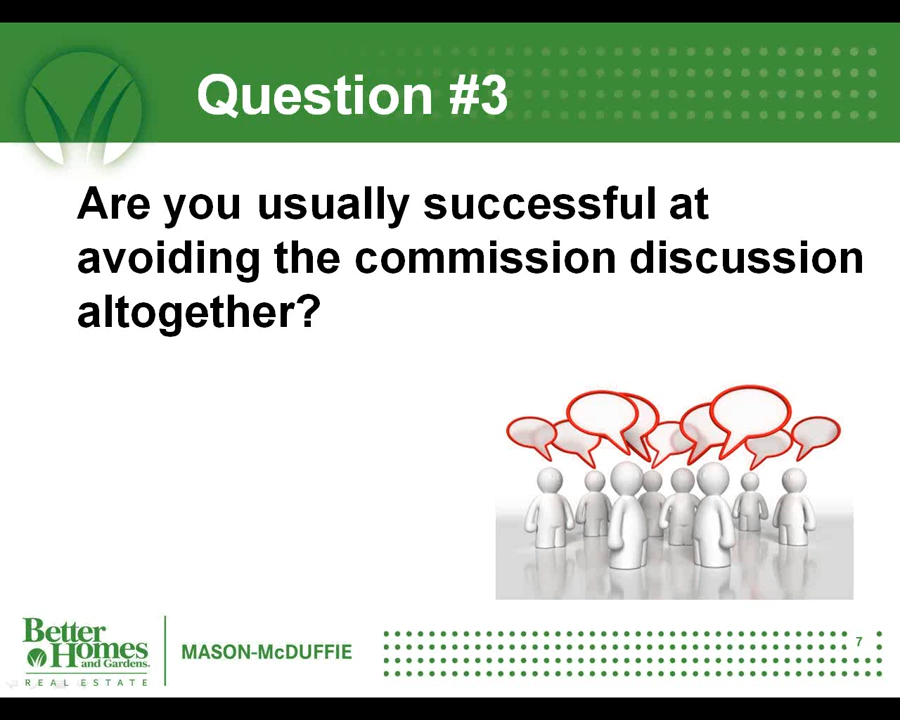 Question #3
Are you usually successful at
avoiding the commission discussion
altogether?
Better
Homes
and Gardens.
REAL ESTATE
MASON-McDUFFIE
7